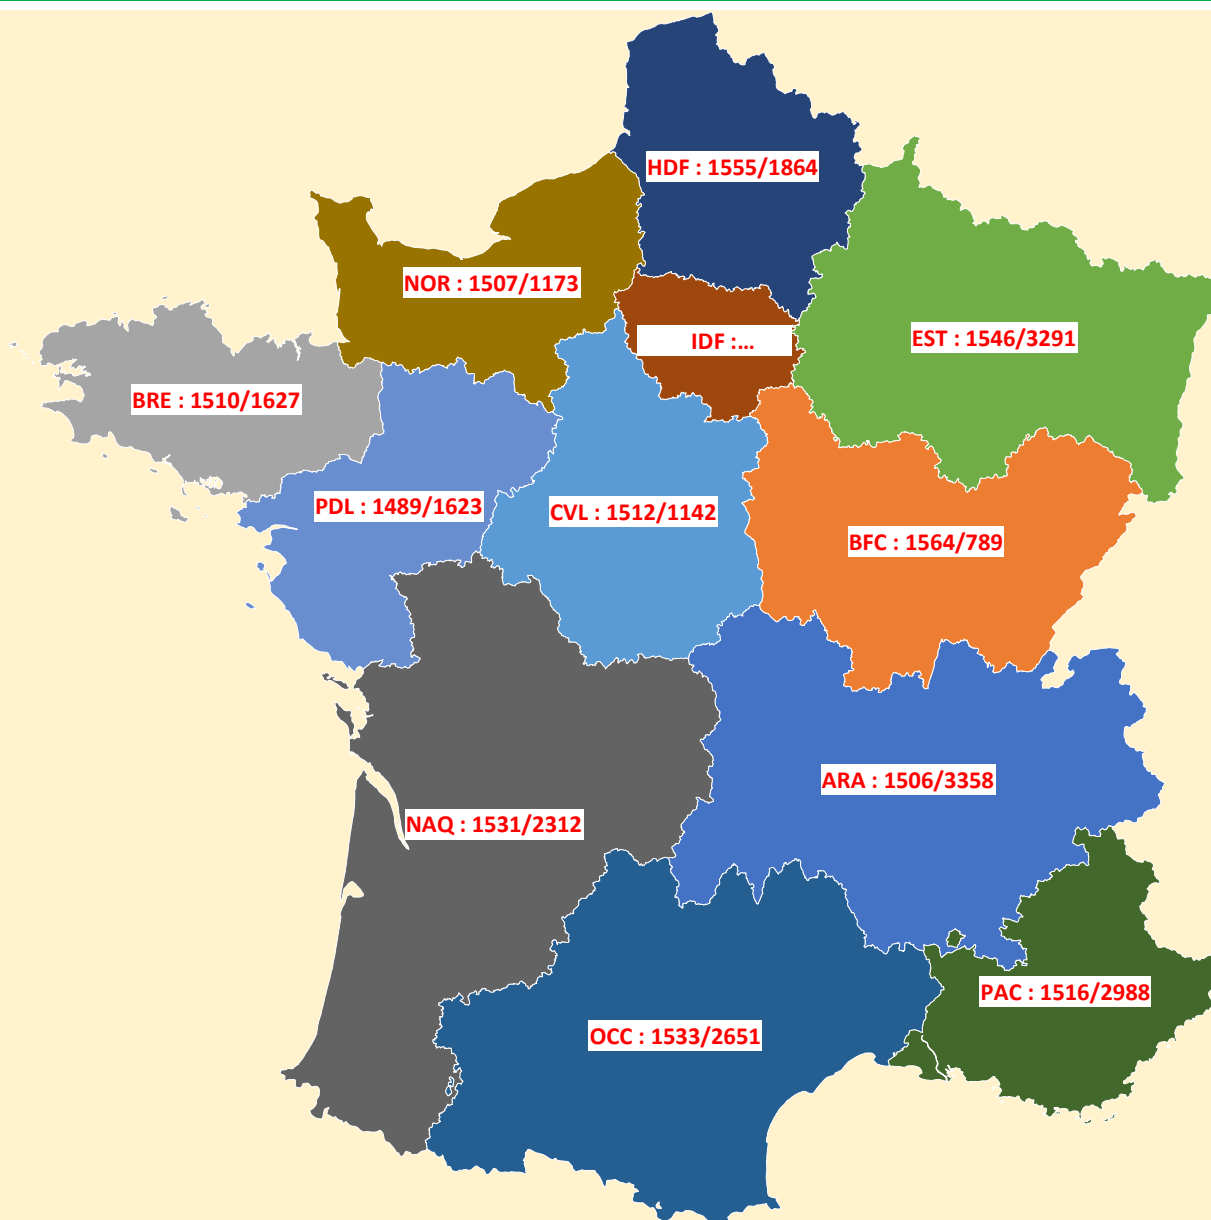 HDF : 1555/1864
NOR : 1507/1173
IDF :...
EST : 1546/3291
BRE : 1510/1627
PDL : 1489/1623
CVL : 1512/1142
BFC : 1564/789
ARA : 1506/3358
NAQ : 1531/2312
PAC : 1516/2988
OCC : 1533/2651